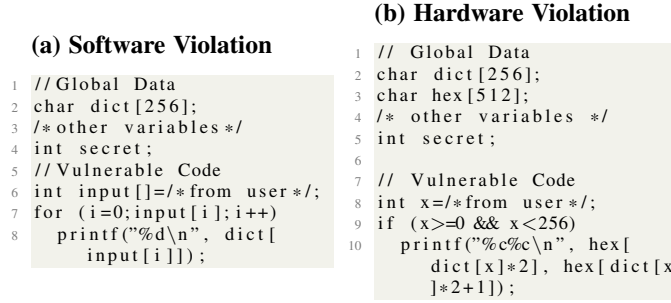 (a) Software Violation
1 // Global Data
2 char dict[256];
3 /* other variables */
4 int secret;
5 // Vulnerable Code
6 int input[]=/* from user */;
7 for (i=0;input[i];i++)
8 printf("%d\n", dict[
input[i]]);
(b) Hardware Violation
1 // Global Data
2 char dict[256];
3 char hex[512];
4 /* other variables */
5 int secret;
6
7 // Vulnerable Code
8 int x=/* from user */;
9 if (x>=0 && x<256)
10 printf("%c%c\n", hex[
dict[x]*2], hex[dict[x
]*2+1]);